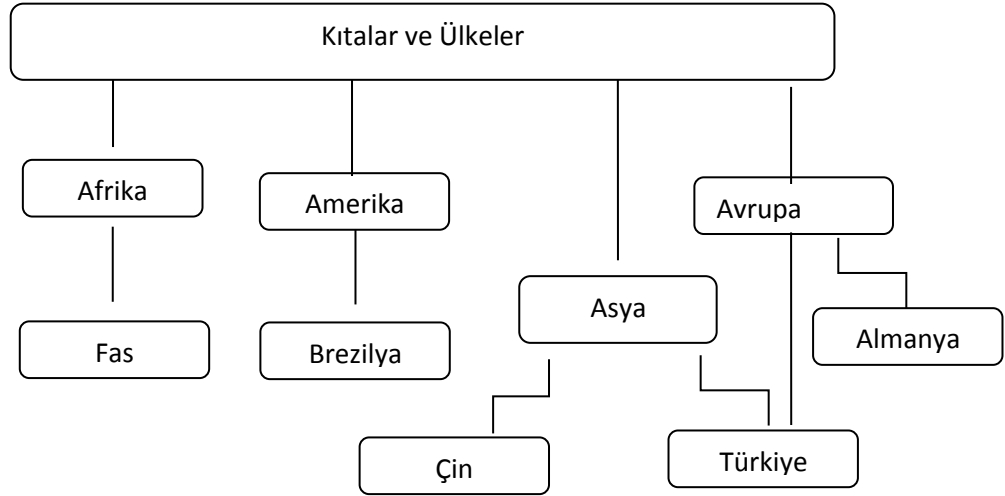 Kıtalar ve Ülkeler
Afrika
Amerika
Avrupa
Asya
Almanya
Fas
Brezilya
Çin
Türkiye